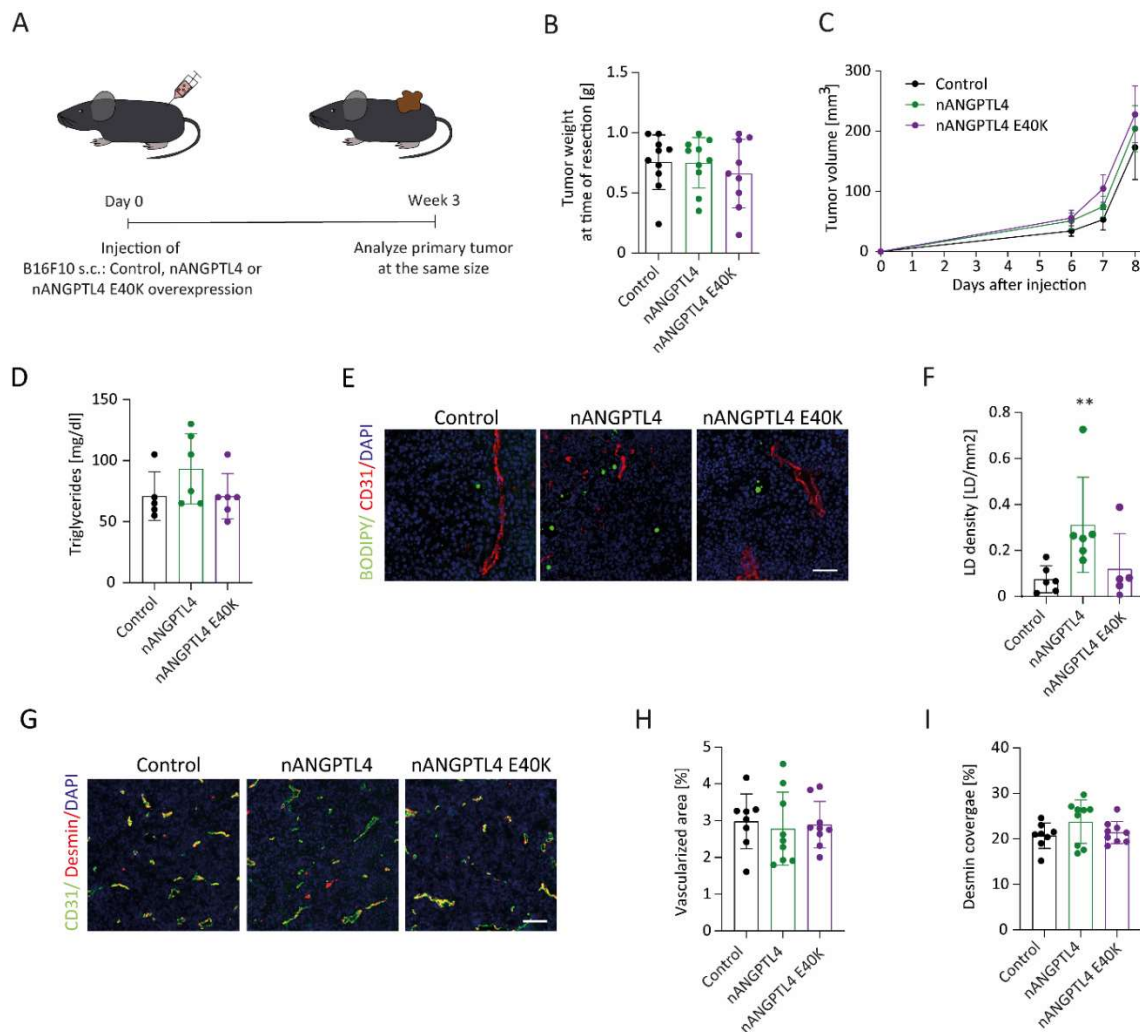 A
Day 0
Week 3
Injection of
B16F10 s.c.: Control, nANGPTL4 or
nANGPTL4 E40K overexpression
Analyze primary tumor
at the same size
B
Tumor weight
at time of resection [g]
1.5
1.0
0.5
0
Control
nANGPTL4
nANGPTL4 E40K
C
Tumor volume [mm3]
300
200
100
0
Control
nANGPTL4
nANGPTL4 E40K
0 1 2 3 4 5 6 7 8
Days after injection
D
Triglycerides [mg/dl]
150
100
50
0
Control
nANGPTL4
nANGPTL4 E40K
E
BODIPY/ CD31/DAPI
Control
nANGPTL4
nANGPTL4 E40K
F
LD density [LD/mm2]
0.8
0.6
0.4
0.2
0
**
Control
nANGPTL4
nANGPTL4 E40K
G
CD31/ Desmin/DAPI
Control
nANGPTL4
nANGPTL4 E40K
H
Vascularized area [%]
5
4
3
2
1
0
Control
nANGPTL4
nANGPTL4 E40K
I
Desmin covergae [%]
40
30
20
10
0
Control
nANGPTL4
nANGPTL4 E40K